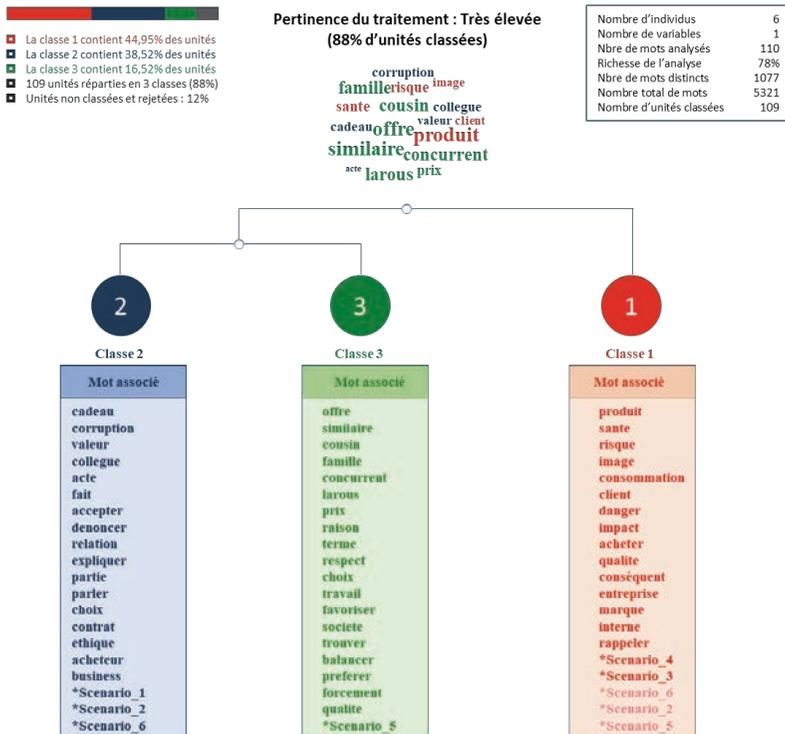 La classe 1 contient 44,95% des unités
La classe 2 contient 38,52% des unités
La classe 3 contient 16,52% des unités
109 unités réparties en 3 classes (88%)
Unités non classées et rejetées : 12%
Pertinence du traitement : Très élevée
(88% d'unités classées)
Nombre d'individus 6
Nombre de variables 1
Nbre de mots analysés 110
Richesse de l'analyse 78%
Nbre de mots distincts 1077
Nombre total de mots 5321
Nombre d'unités classées 109
corruption
famille risque image
sante cousin collegue
valeur client
cadeau offre produit
similaire concurrent
acte larous prix
2
3
1
Classe 2
Classe 3
Classe 1
Mot associé
cadeau
corruption
valeur
collegue
acte
fait
accepter
denoncer
relation
expliquer
partie
parler
choix
contrat
ethique
acheteur
business
*Scenario_1
*Scenario_2
*Scenario_6
Mot associé
offre
similaire
cousin
famille
concurrent
larous
prix
raison
terme
respect
choix
travail
favoriser
societe
trouver
balancer
preferer
forcement
qualite
*Scenario_5
Mot associé
produit
sante
risque
image
consommation
client
danger
impact
acheter
qualite
conséquent
entreprise
marque
interne
rappeler
*Scenario_4
*Scenario_3
*Scenario_6
*Scenario_2
*Scenario_5